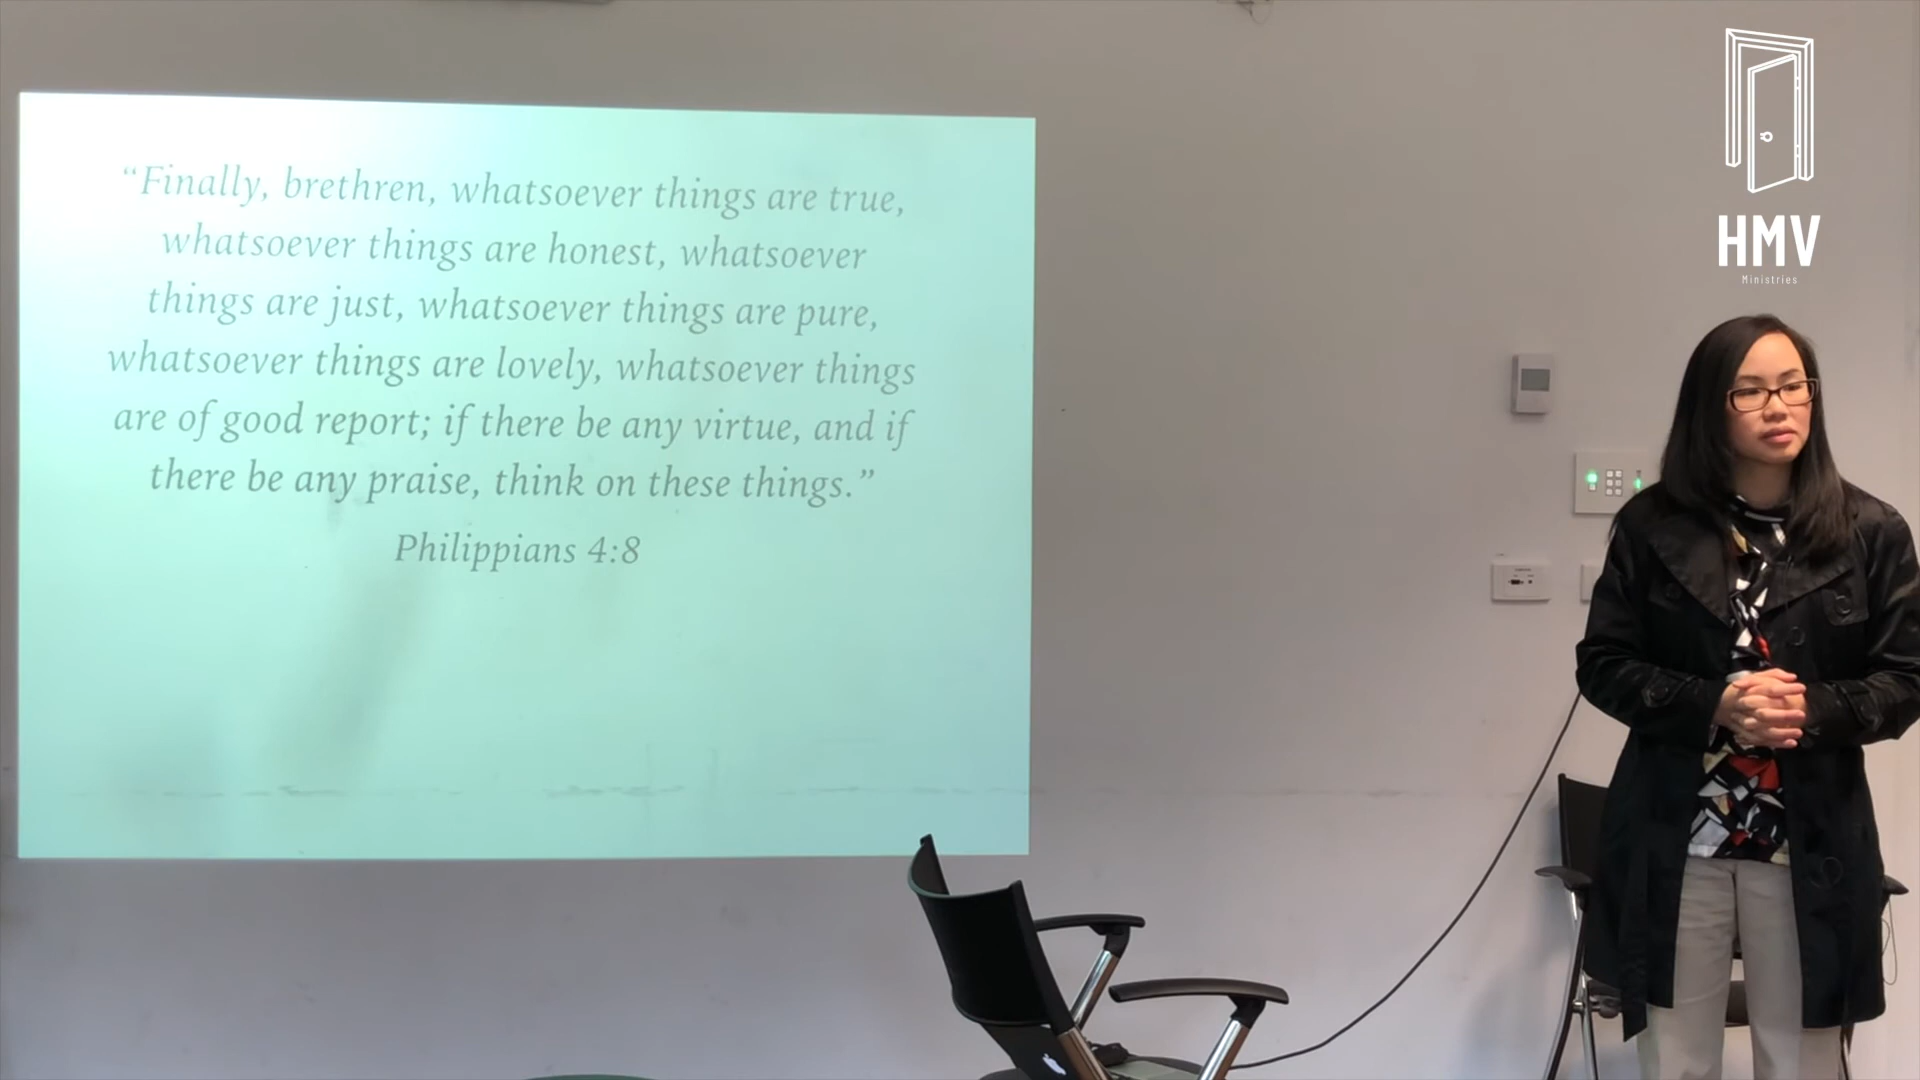 “Finally, brethren, whatsoever things are true,
whatsoever things are honest, whatsoever
things are just, whatsoever things are pure,
whatsoever things are lovely, whatsoever things
are of good report; if there be any virtue, and if
there be any praise, think on these things.”
Philippians 4:8
HMV
Ministries